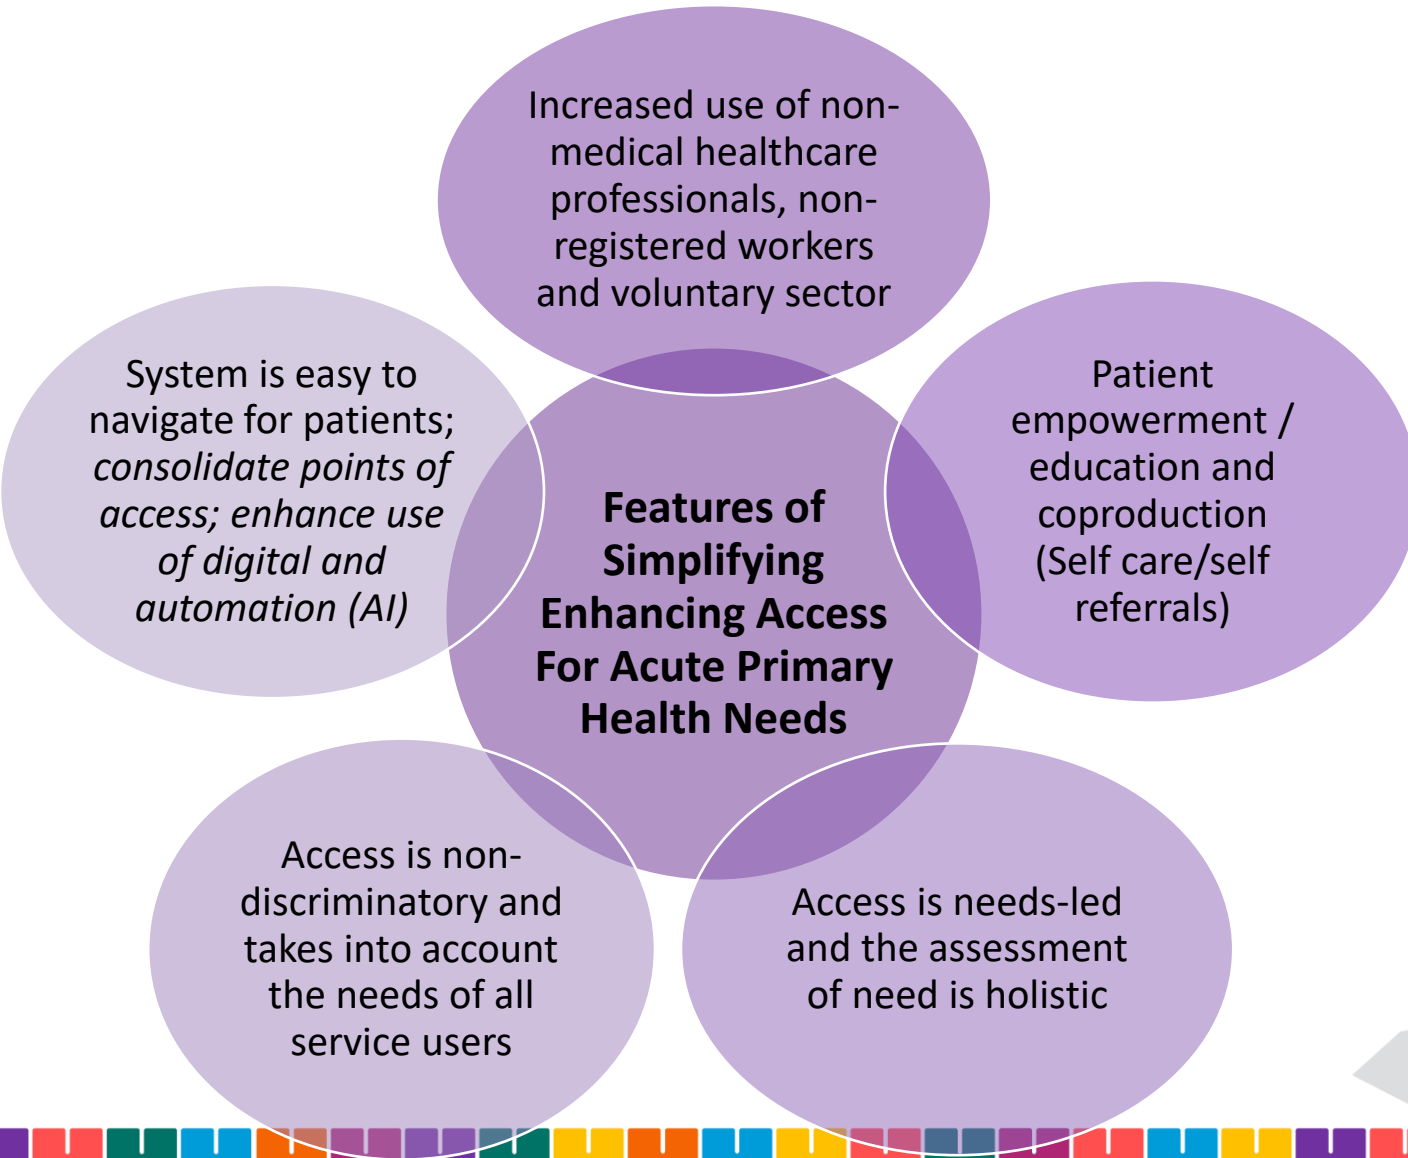 Increased use of non-
medical healthcare
professionals, non-
registered workers
and voluntary sector
System is easy to
navigate for patients;
consolidate points of
access; enhance use
of digital and
automation (AI)
Patient
empowerment /
education and
coproduction
(Self care/self
referrals)
Features of
Simplifying
Enhancing Access
For Acute Primary
Health Needs
Access is non-
discriminatory and
takes into account
the needs of all
service users
Access is needs-led
and the assessment
of need is holistic